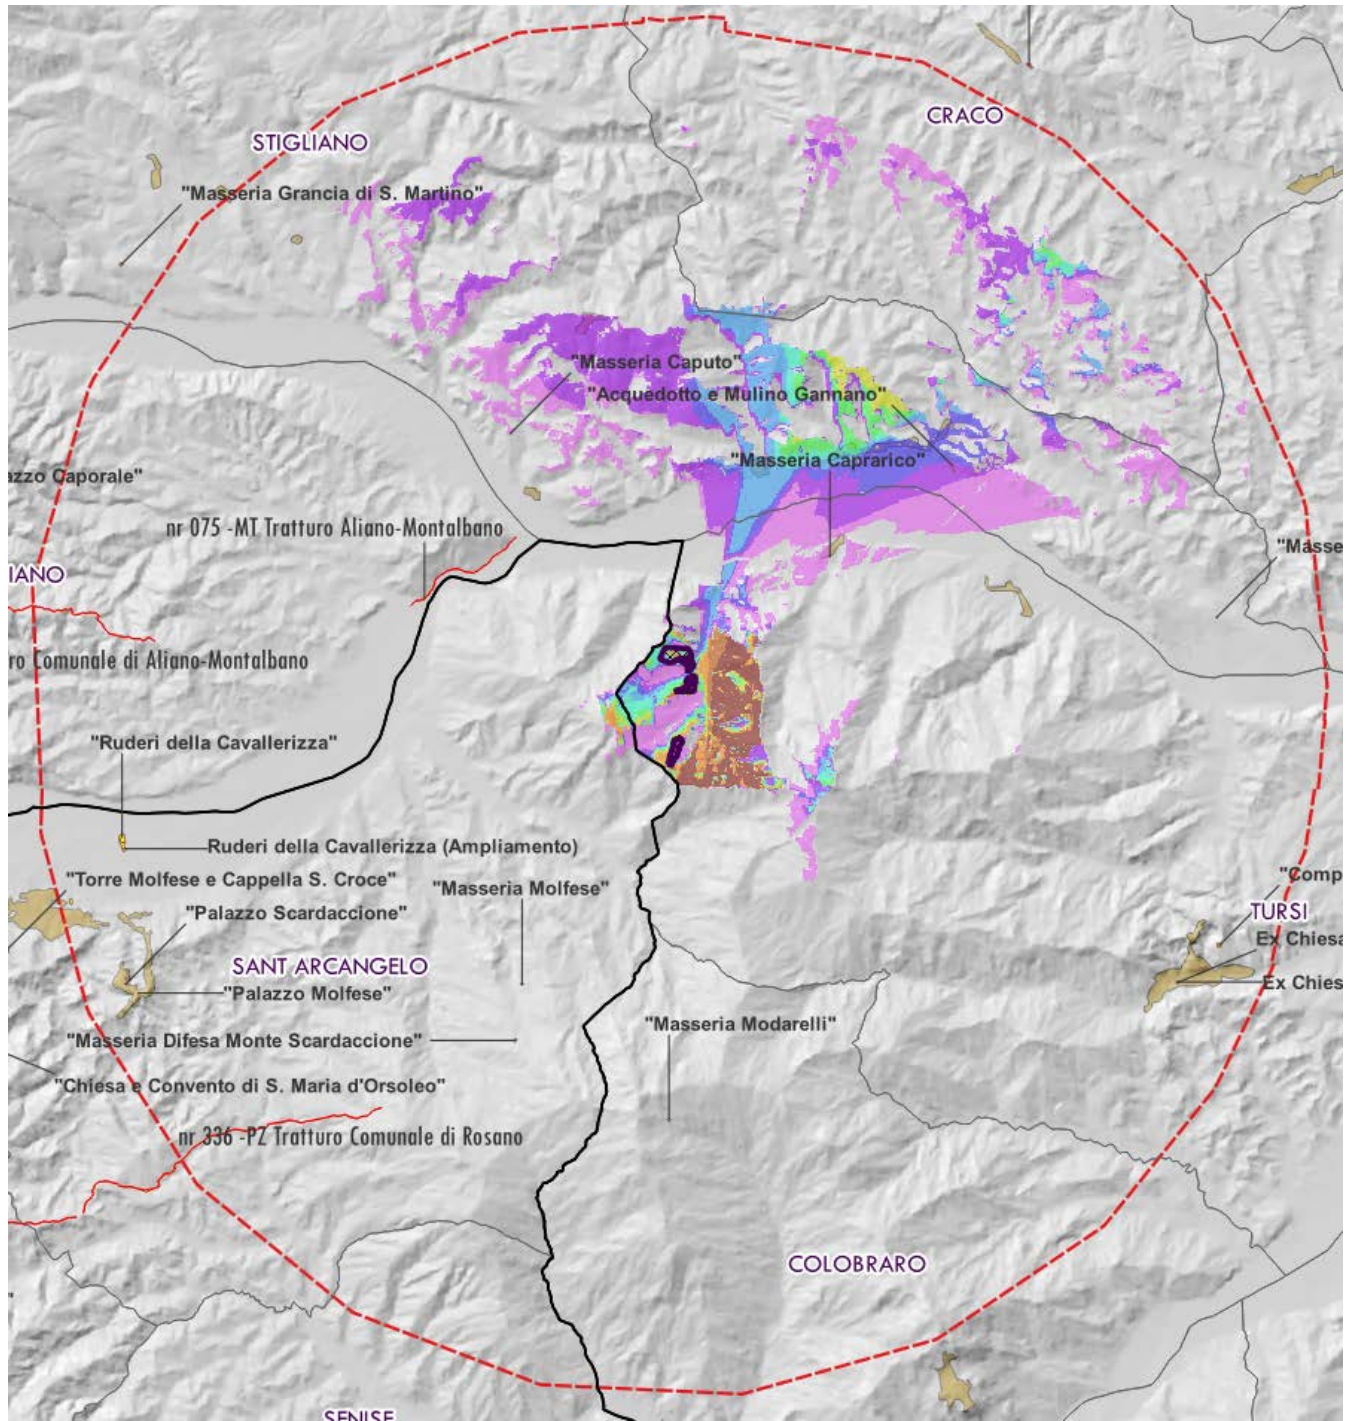 CRACO
STIGLIANO
"Masseria Grancia di S. Martino"
"Masseria Caputo"
"Acquedotto e Mulino Gannano"
"Masseria Caprarico"
azzo Caporale"
nr 075 -MT Tratturo Aliano-Montalbano
"Masse
IANO
ro Comunale di Aliano-Montalbano
"Ruderi della Cavallerizza"
Ruderi della Cavallerizza (Ampliamento)
"Torre Molfese e Cappella S. Croce"
"Masseria Molfese"
"Comp
"Palazzo Scardaccione"
TURSI
Ex Chiesa
SANT ARCANGELO
"Palazzo Molfese"
Ex Chies
"Masseria Modarelli"
"Masseria Difesa Monte Scardaccione"
"Chiesa e Convento di S. Maria d'Orsoleo"
nr 336 -PZ Tratturo Comunale di Rosano
COLOBRARO
SENISE